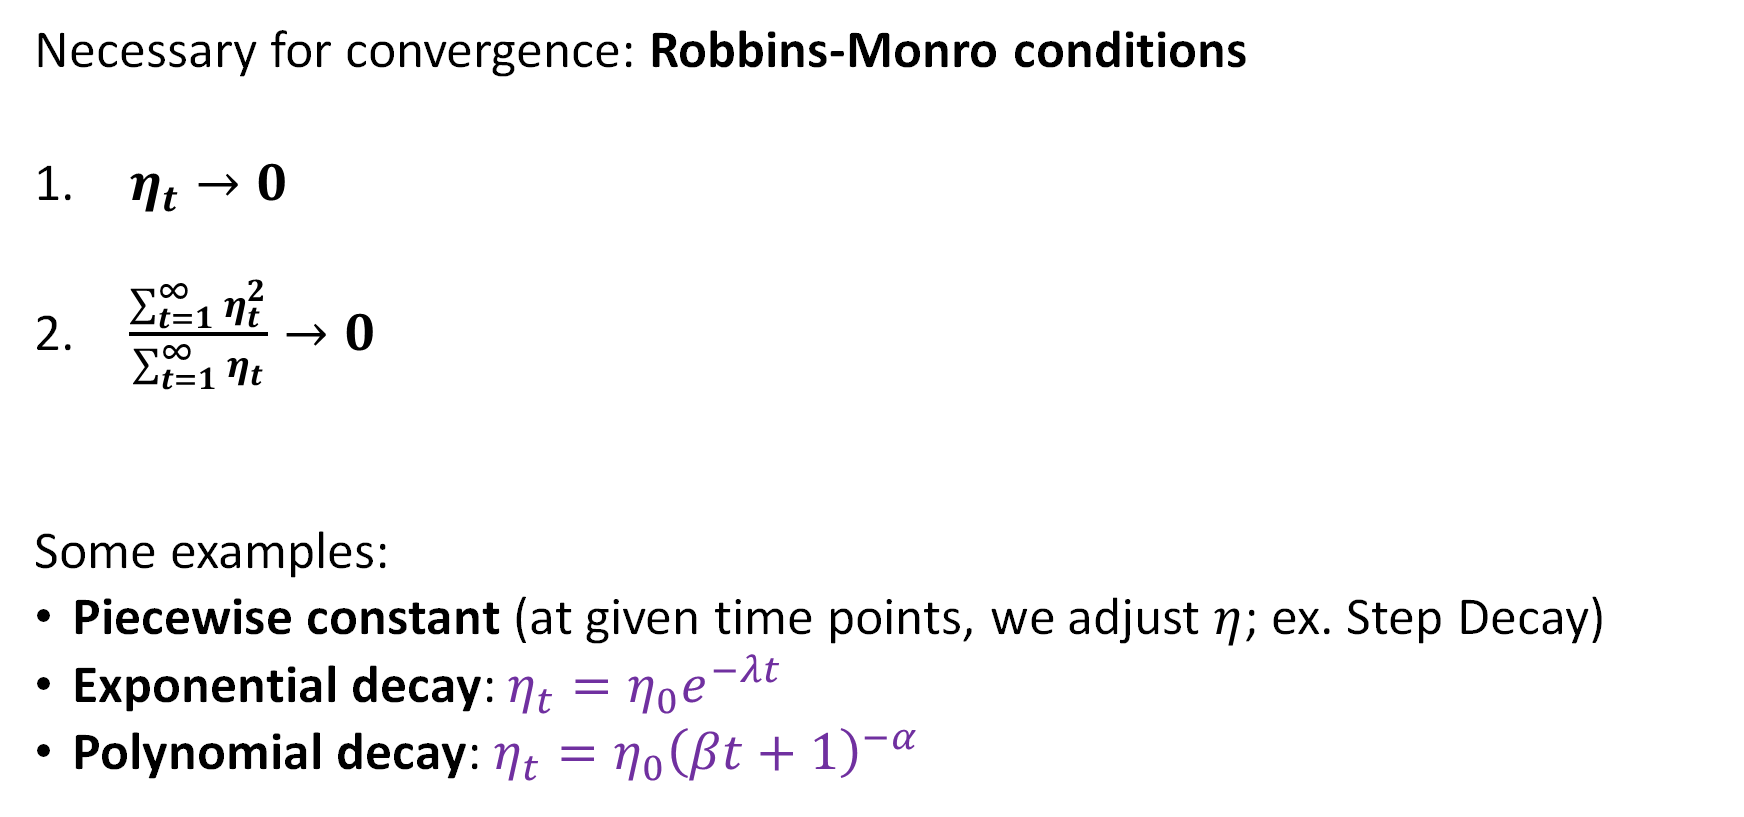 Necessary for convergence: Robbins-Monro conditions
1. η_t → 0
2. \frac{∑_{t=1}^{∞} η_t^2}{∑_{t=1}^{∞} η_t} → 0
Some examples:
• Piecewise constant (at given time points, we adjust η; ex. Step Decay)
• Exponential decay: η_t = η_0 e^{−λt}
• Polynomial decay: η_t = η_0(βt + 1)^{−α}